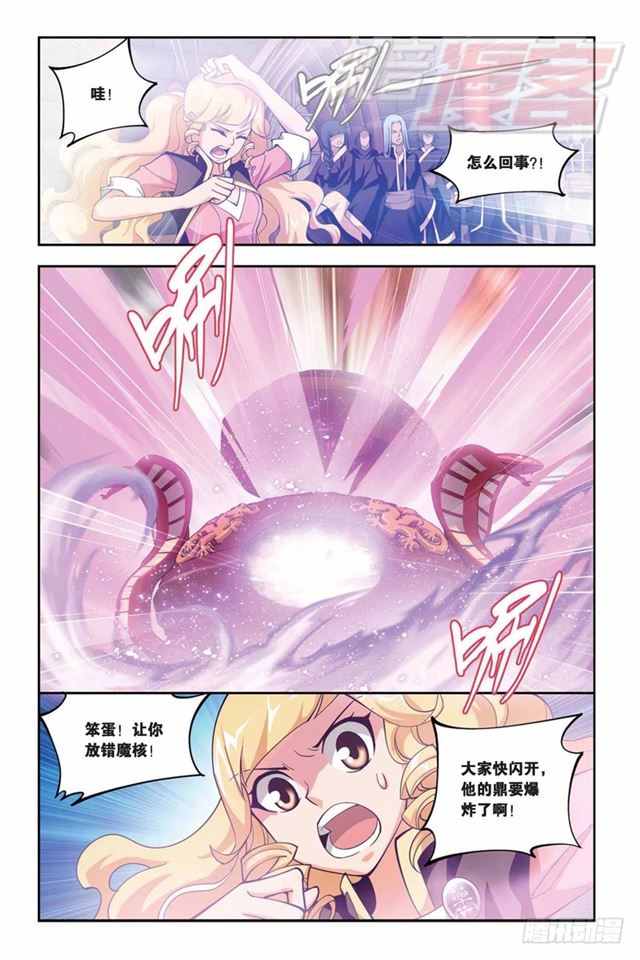 哇！
唰
怎么回事?！
唰
唰
笨蛋！让你
放错魔核！
大家快闪开，
他的鼎要爆
炸了啊！
藥
腾讯动漫